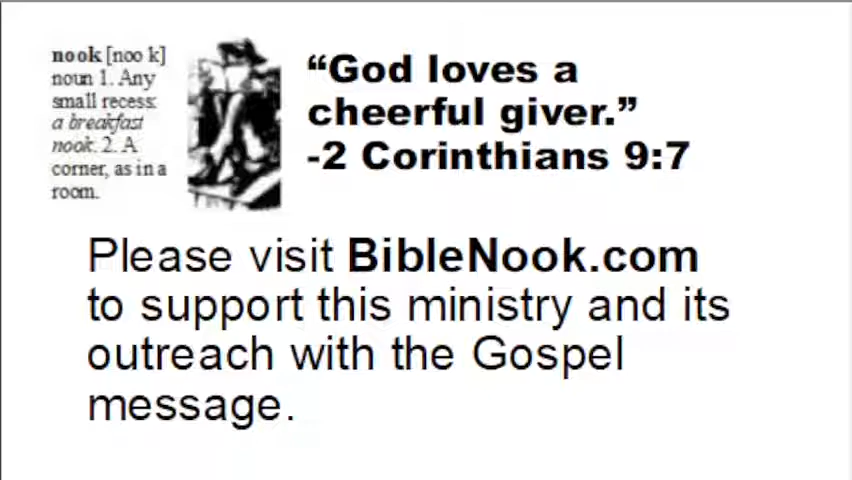 nook [noo k]
noun 1. Any
small recess:
a breakfast
nook. 2. A
corner, as in a
room.
“God loves a
cheerful giver.”
-2 Corinthians 9:7
Please visit BibleNook.com
to support this ministry and its
outreach with the Gospel
message.